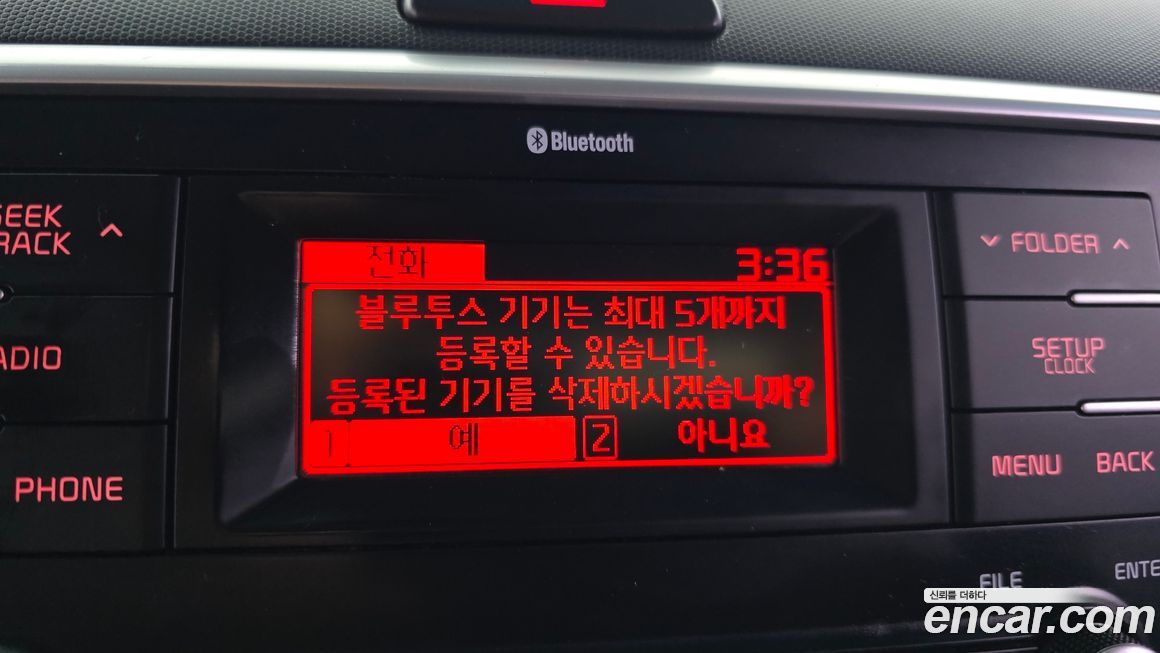 Bluetooth
SEEK
TRACK
FOLDER
전화
3:36
블루투스 기기는 최대 5개까지
등록할 수 있습니다.
등록된 기기를 삭제하시겠습니까?
1 예 2 아니요
RADIO
SETUP
CLOCK
PHONE
MENU
BACK
FILE
ENTE
신뢰를 더하다
encar.com